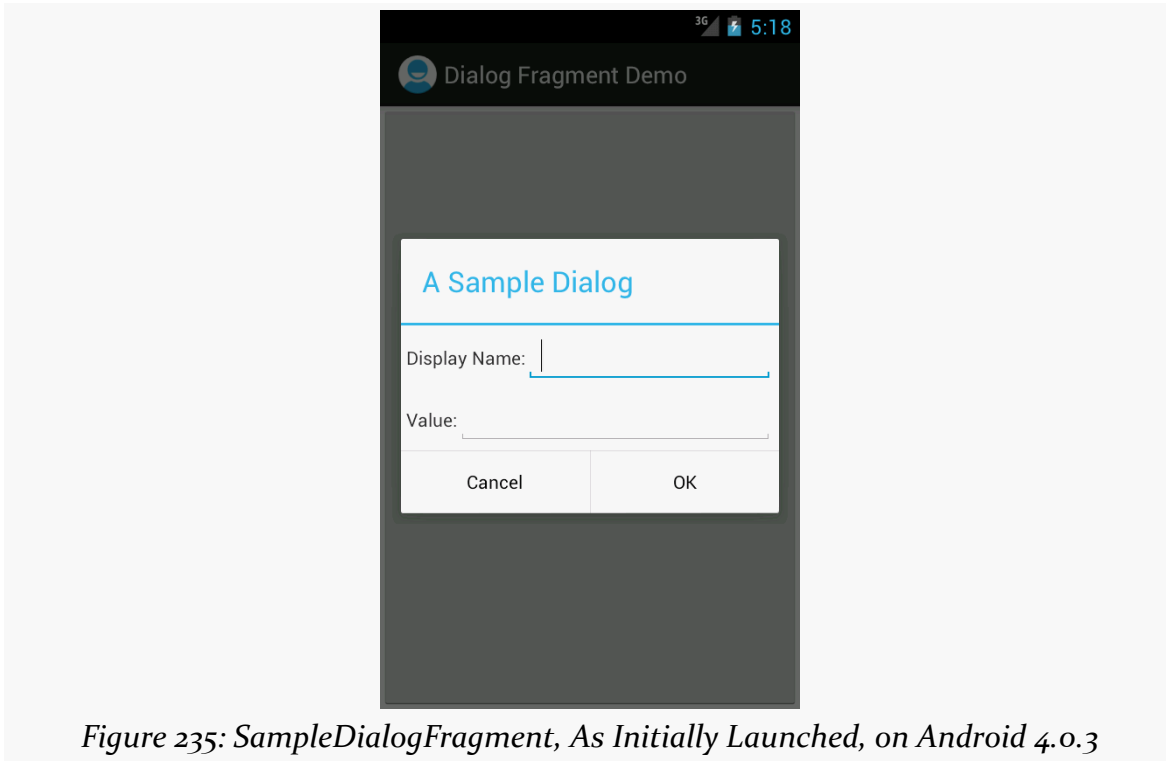 3G 5:18
Dialog Fragment Demo
A Sample Dialog
Display Name:
Value:
Cancel OK
Figure 235: SampleDialogFragment, As Initially Launched, on Android 4.0.3